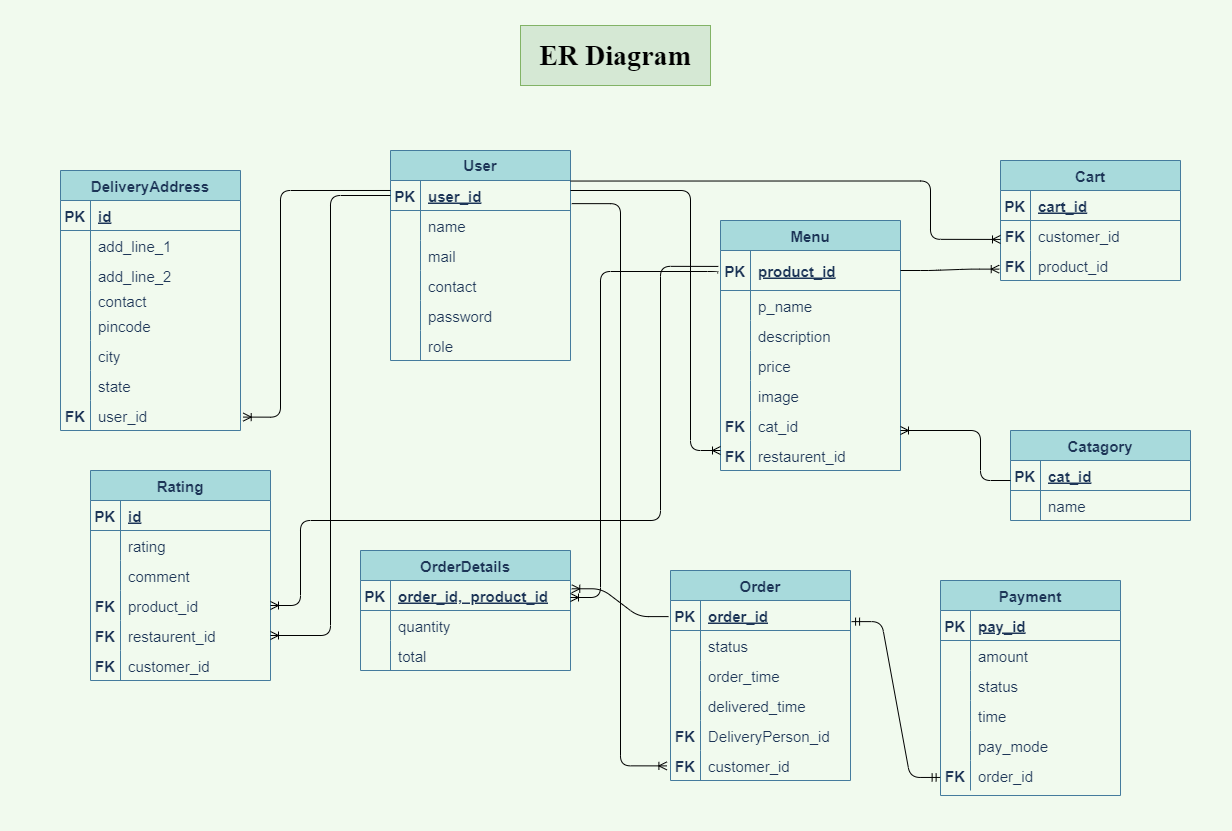 ER Diagram
DeliveryAddress
PK id
add_line_1
add_line_2
contact
pincode
city
state
FK user_id
User
PK user_id
name
mail
contact
password
role
Menu
PK product_id
p_name
description
price
image
FK cat_id
FK restaurent_id
Cart
PK cart_id
FK customer_id
FK product_id
Catagory
PK cat_id
name
Rating
PK id
rating
comment
FK product_id
FK restaurent_id
FK customer_id
OrderDetails
PK order_id, product_id
quantity
total
Order
PK order_id
status
order_time
delivered_time
FK DeliveryPerson_id
FK customer_id
Payment
PK pay_id
amount
status
time
pay_mode
FK order_id